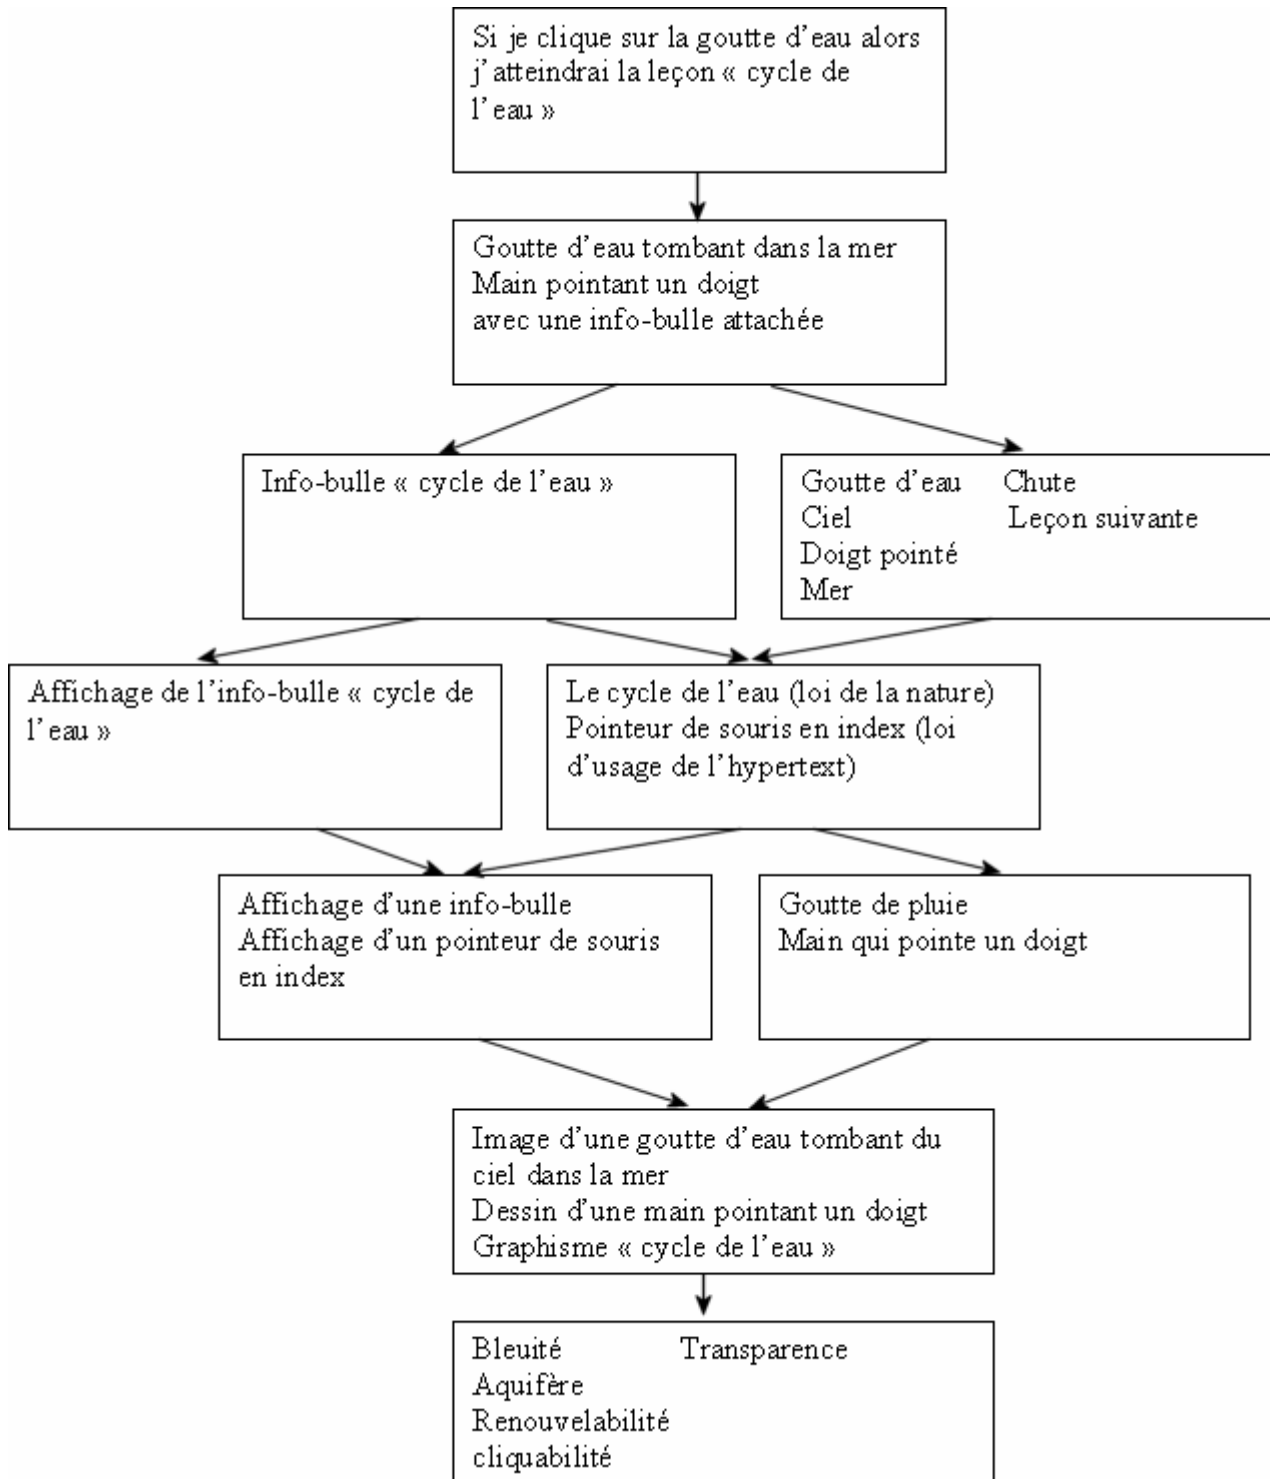 Si je clique sur la goutte d'eau alors
j'atteindrai la leçon « cycle de
l'eau »
Goutte d'eau tombant dans la mer
Main pointant un doigt
avec une info-bulle attachée
Info-bulle « cycle de l'eau »
Goutte d'eau Chute
Ciel Leçon suivante
Doigt pointé
Mer
Affichage de l'info-bulle « cycle de
l'eau »
Le cycle de l'eau (loi de la nature)
Pointeur de souris en index (loi
d'usage de l'hypertext)
Affichage d'une info-bulle
Affichage d'un pointeur de souris
en index
Goutte de pluie
Main qui pointe un doigt
Image d'une goutte d'eau tombant du
ciel dans la mer
Dessin d'une main pointant un doigt
Graphisme « cycle de l'eau »
Bleuité Transparence
Aquifère
Renouvelabilité
cliquabilité